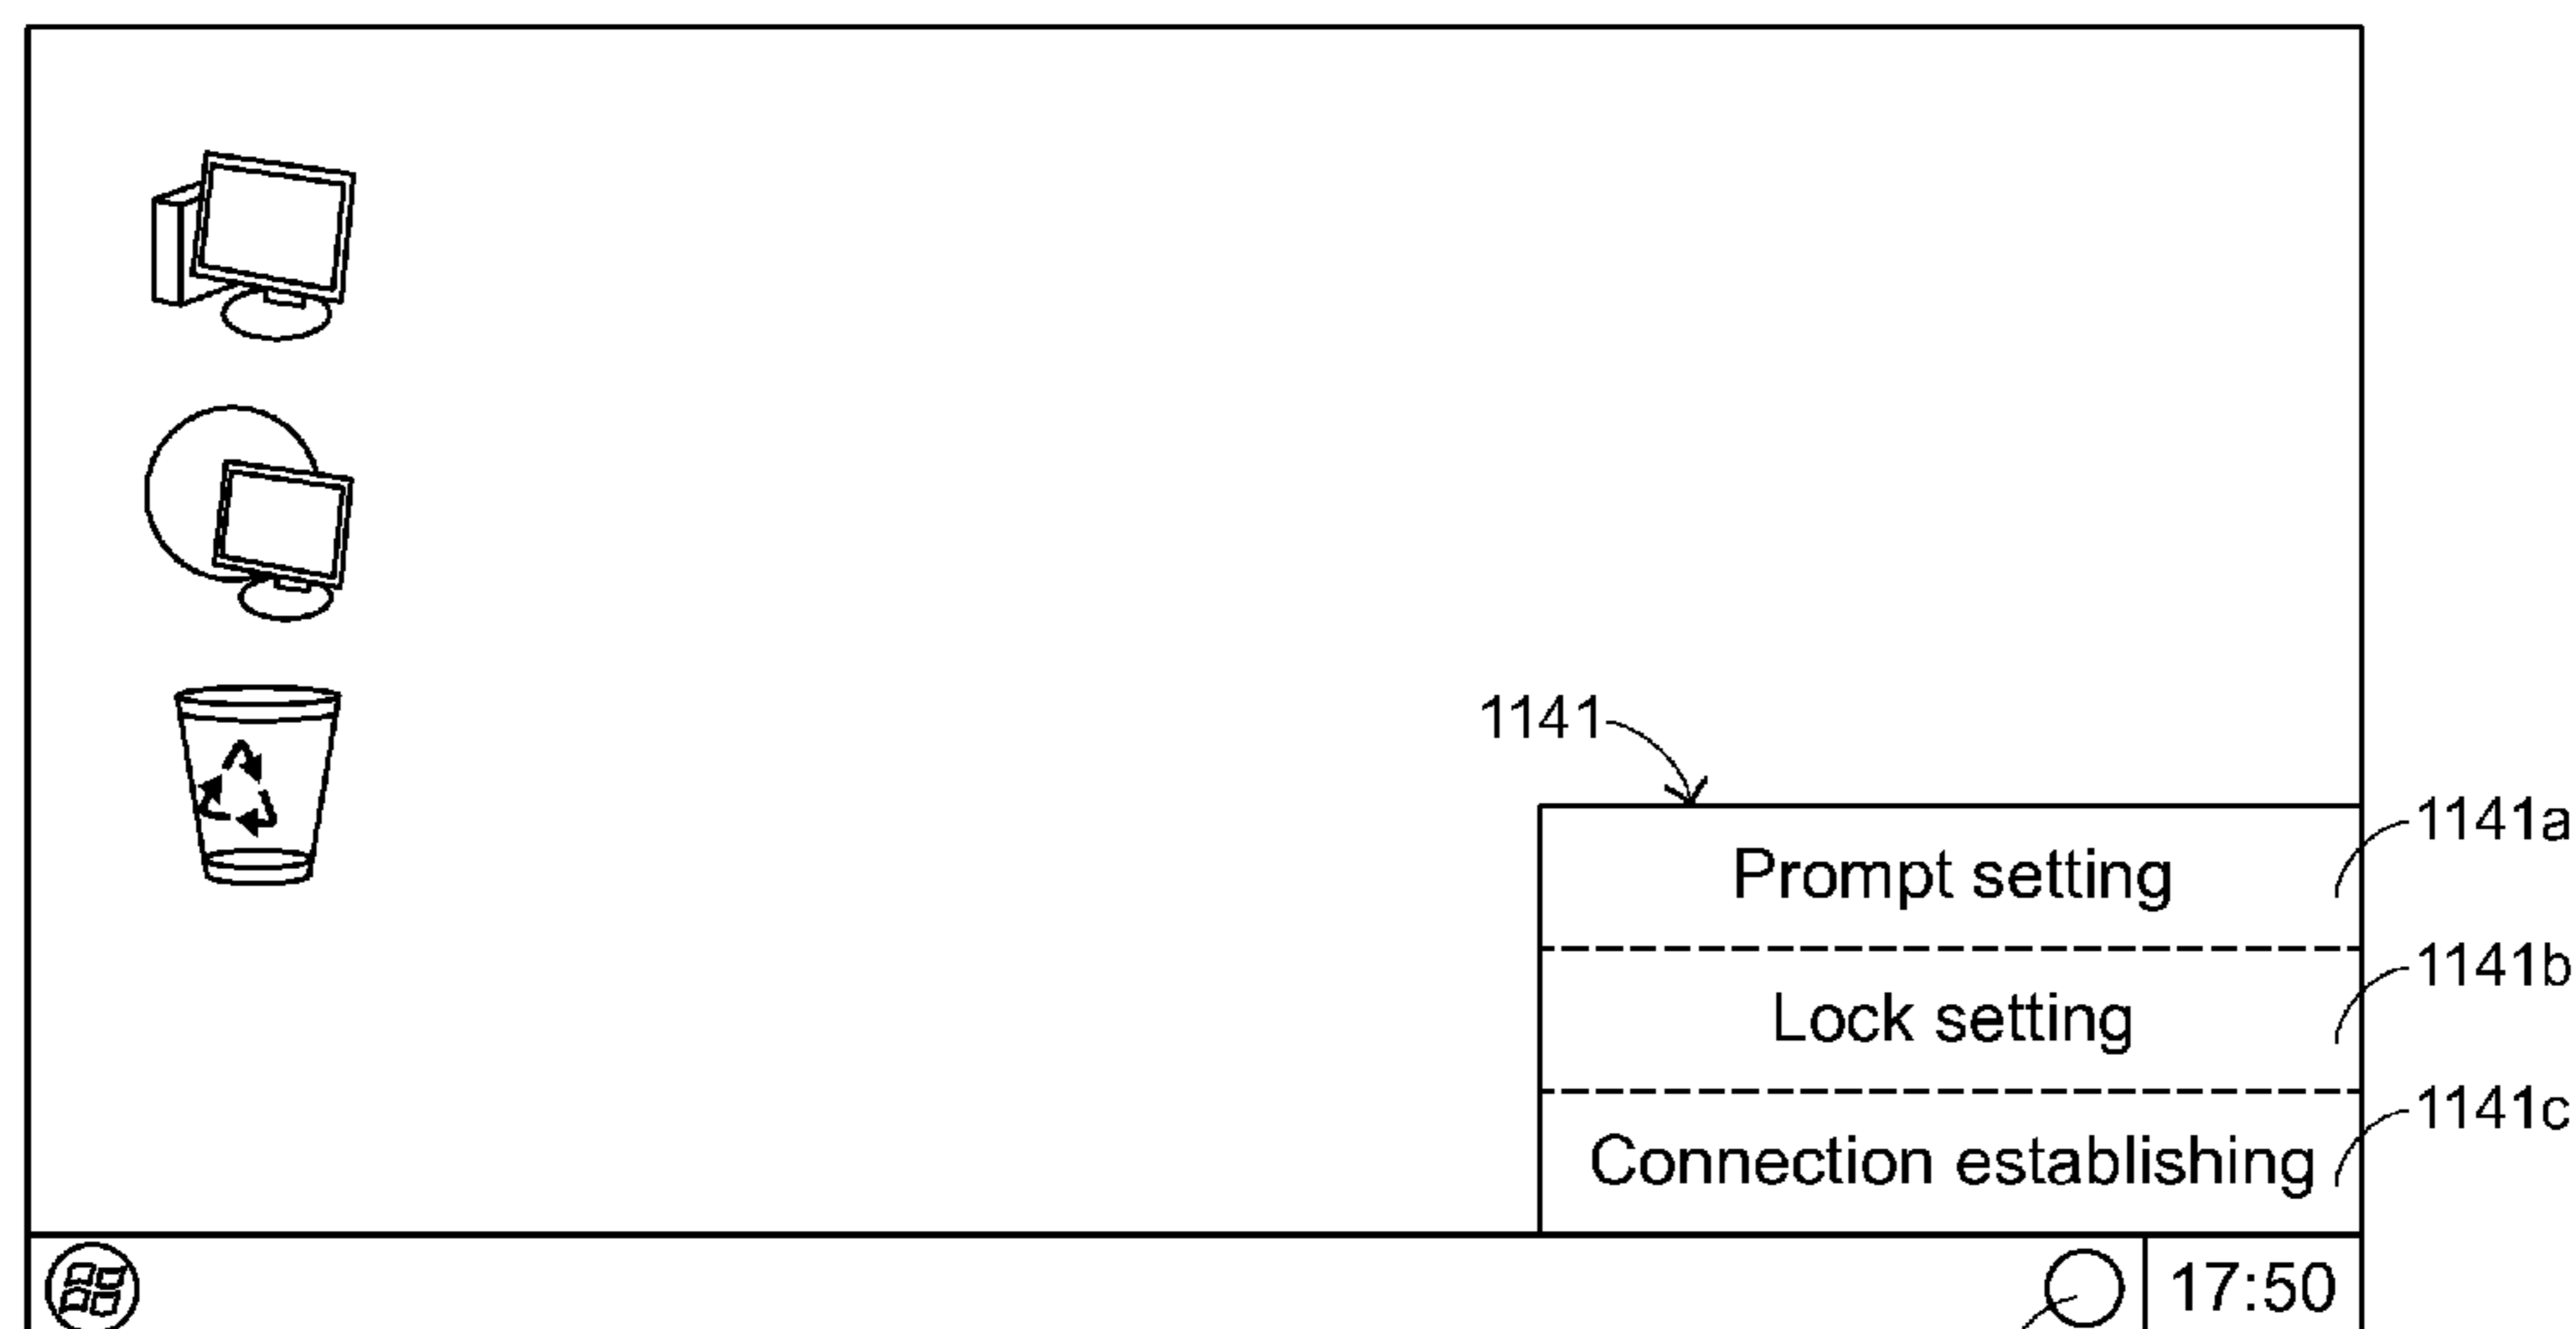 1141
1141a
Prompt setting
1141b
Lock setting
1141c
Connection establishing
17:50